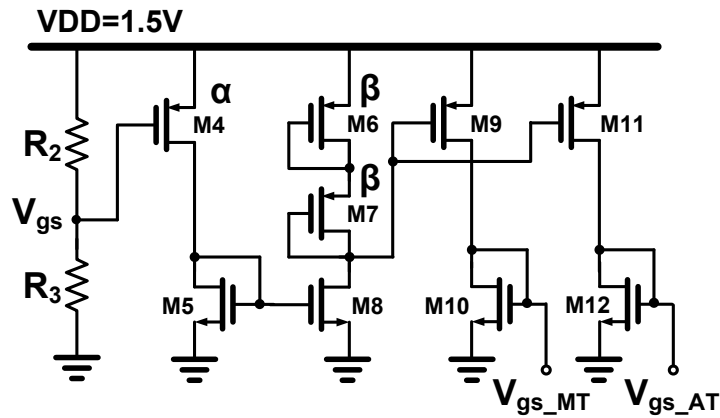 VDD=1.5V
α
β
M4
M6
M9
M11
R2
β
Vgs
M7
R3
M5
M8
M10
M12
Vgs_MT
Vgs_AT